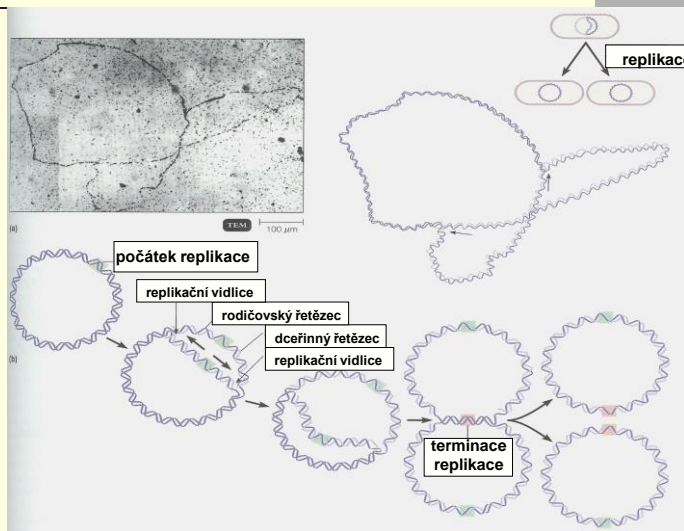 replikace
TEM
100 µm
(a)
počátek replikace
replikační vidlice
rodičovský řetězec
dceřinný řetězec
replikační vidlice
(b)
terminace
replikace